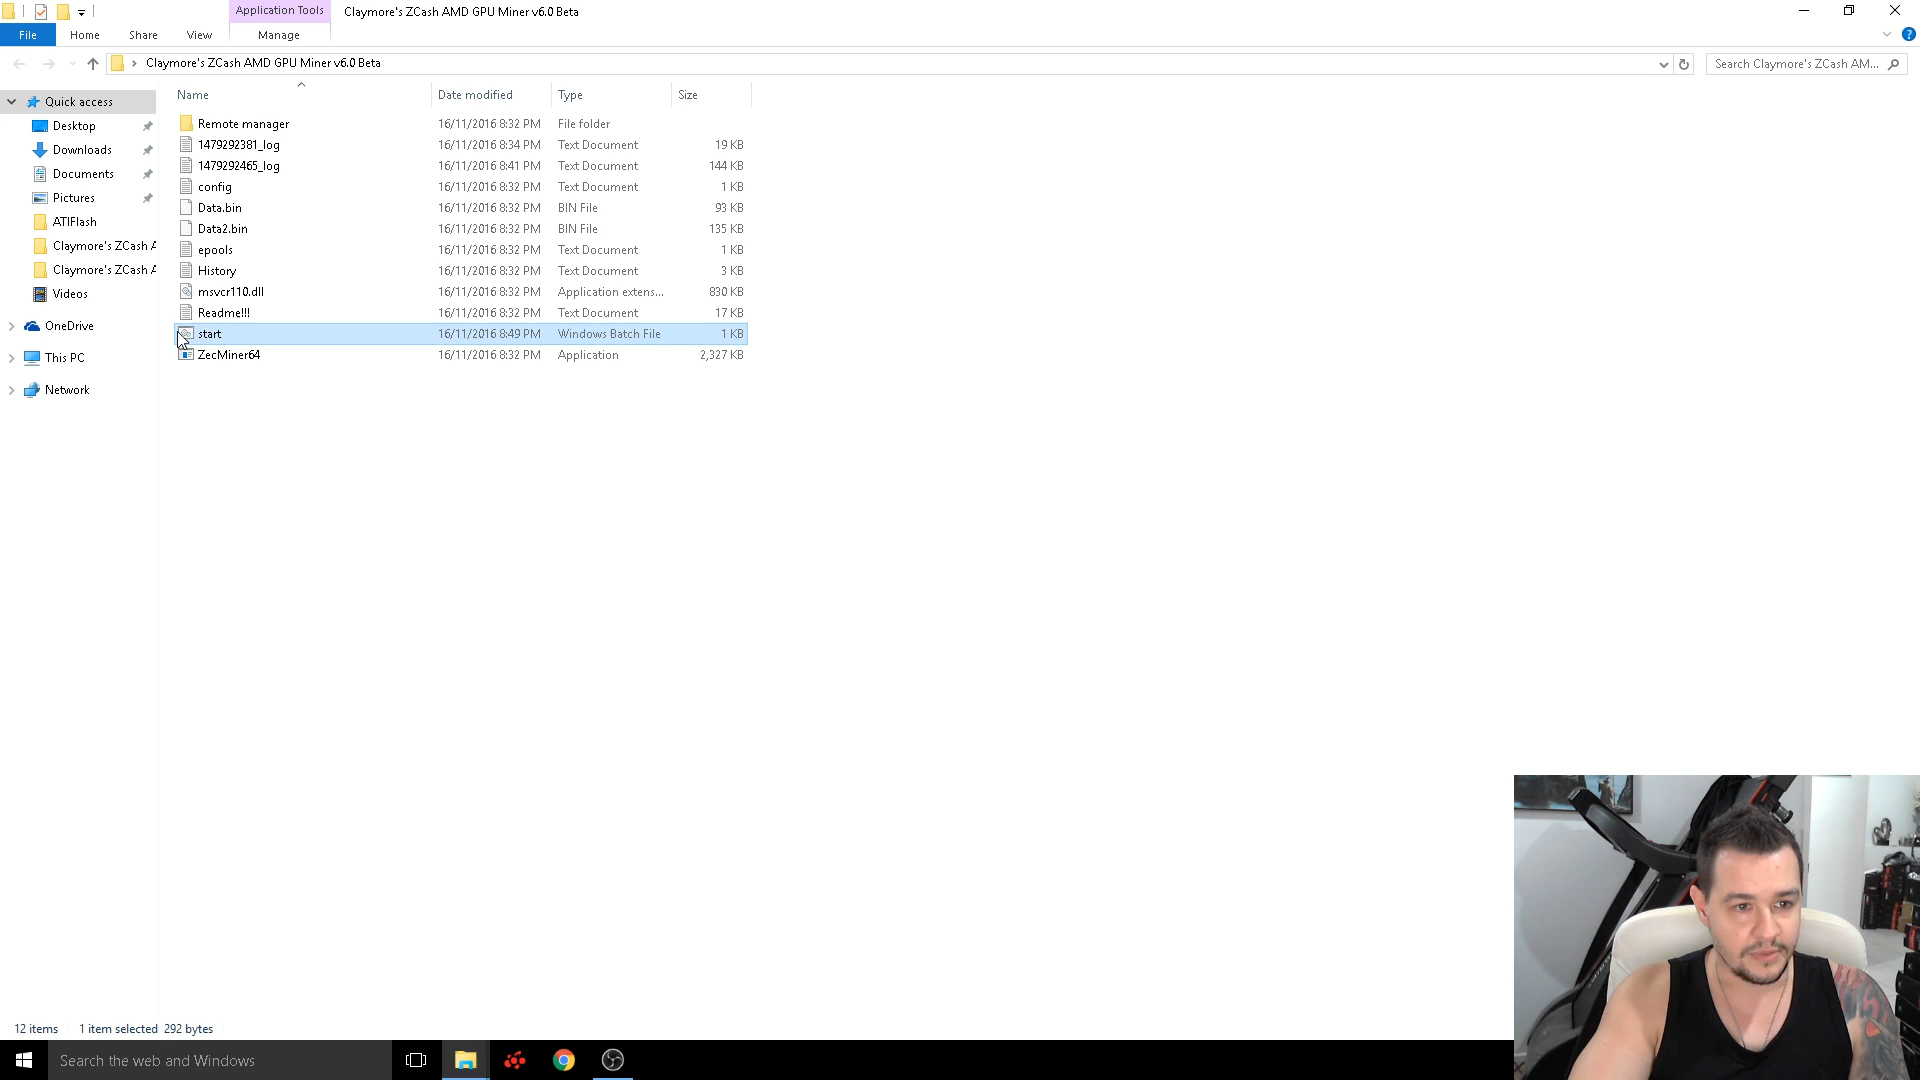 Application Tools
Claymore's ZCash AMD GPU Miner v6.0 Beta
File Home Share View Manage
Claymore's ZCash AMD GPU Miner v6.0 Beta
Search Claymore's ZCash AM...
Name Date modified Type Size
Quick access
Desktop
Downloads
Documents
Pictures
ATIFlash
Claymore's ZCash A
Claymore's ZCash A
Videos
OneDrive
This PC
Network
Remote manager 16/11/2016 8:32 PM File folder
1479292381_log 16/11/2016 8:34 PM Text Document 19 KB
1479292465_log 16/11/2016 8:41 PM Text Document 144 KB
config 16/11/2016 8:32 PM Text Document 1 KB
Data.bin 16/11/2016 8:32 PM BIN File 93 KB
Data2.bin 16/11/2016 8:32 PM BIN File 135 KB
epools 16/11/2016 8:32 PM Text Document 1 KB
History 16/11/2016 8:32 PM Text Document 3 KB
msvcr110.dll 16/11/2016 8:32 PM Application extens... 830 KB
Readme!!! 16/11/2016 8:32 PM Text Document 17 KB
start 16/11/2016 8:49 PM Windows Batch File 1 KB
ZecMiner64 16/11/2016 8:32 PM Application 2,327 KB
12 items 1 item selected 292 bytes
Search the web and Windows